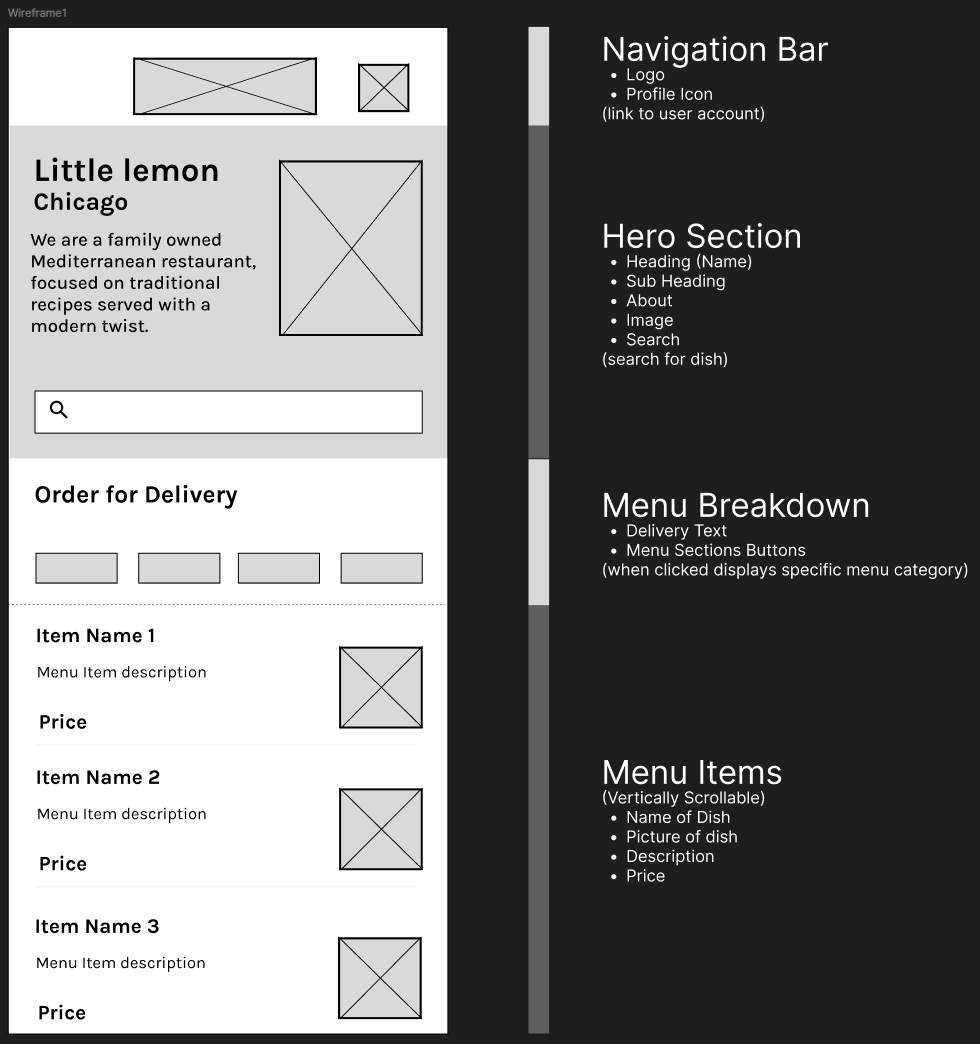 Wireframe1
Little lemon
Chicago
We are a family owned
Mediterranean restaurant,
focused on traditional
recipes served with a
modern twist.
Order for Delivery
Item Name 1
Menu Item description
Price
Item Name 2
Menu Item description
Price
Item Name 3
Menu Item description
Price
Navigation Bar
• Logo
• Profile Icon
(link to user account)
Hero Section
• Heading (Name)
• Sub Heading
• About
• Image
• Search
(search for dish)
Menu Breakdown
• Delivery Text
• Menu Sections Buttons
(when clicked displays specific menu category)
Menu Items
(Vertically Scrollable)
• Name of Dish
• Picture of dish
• Description
• Price